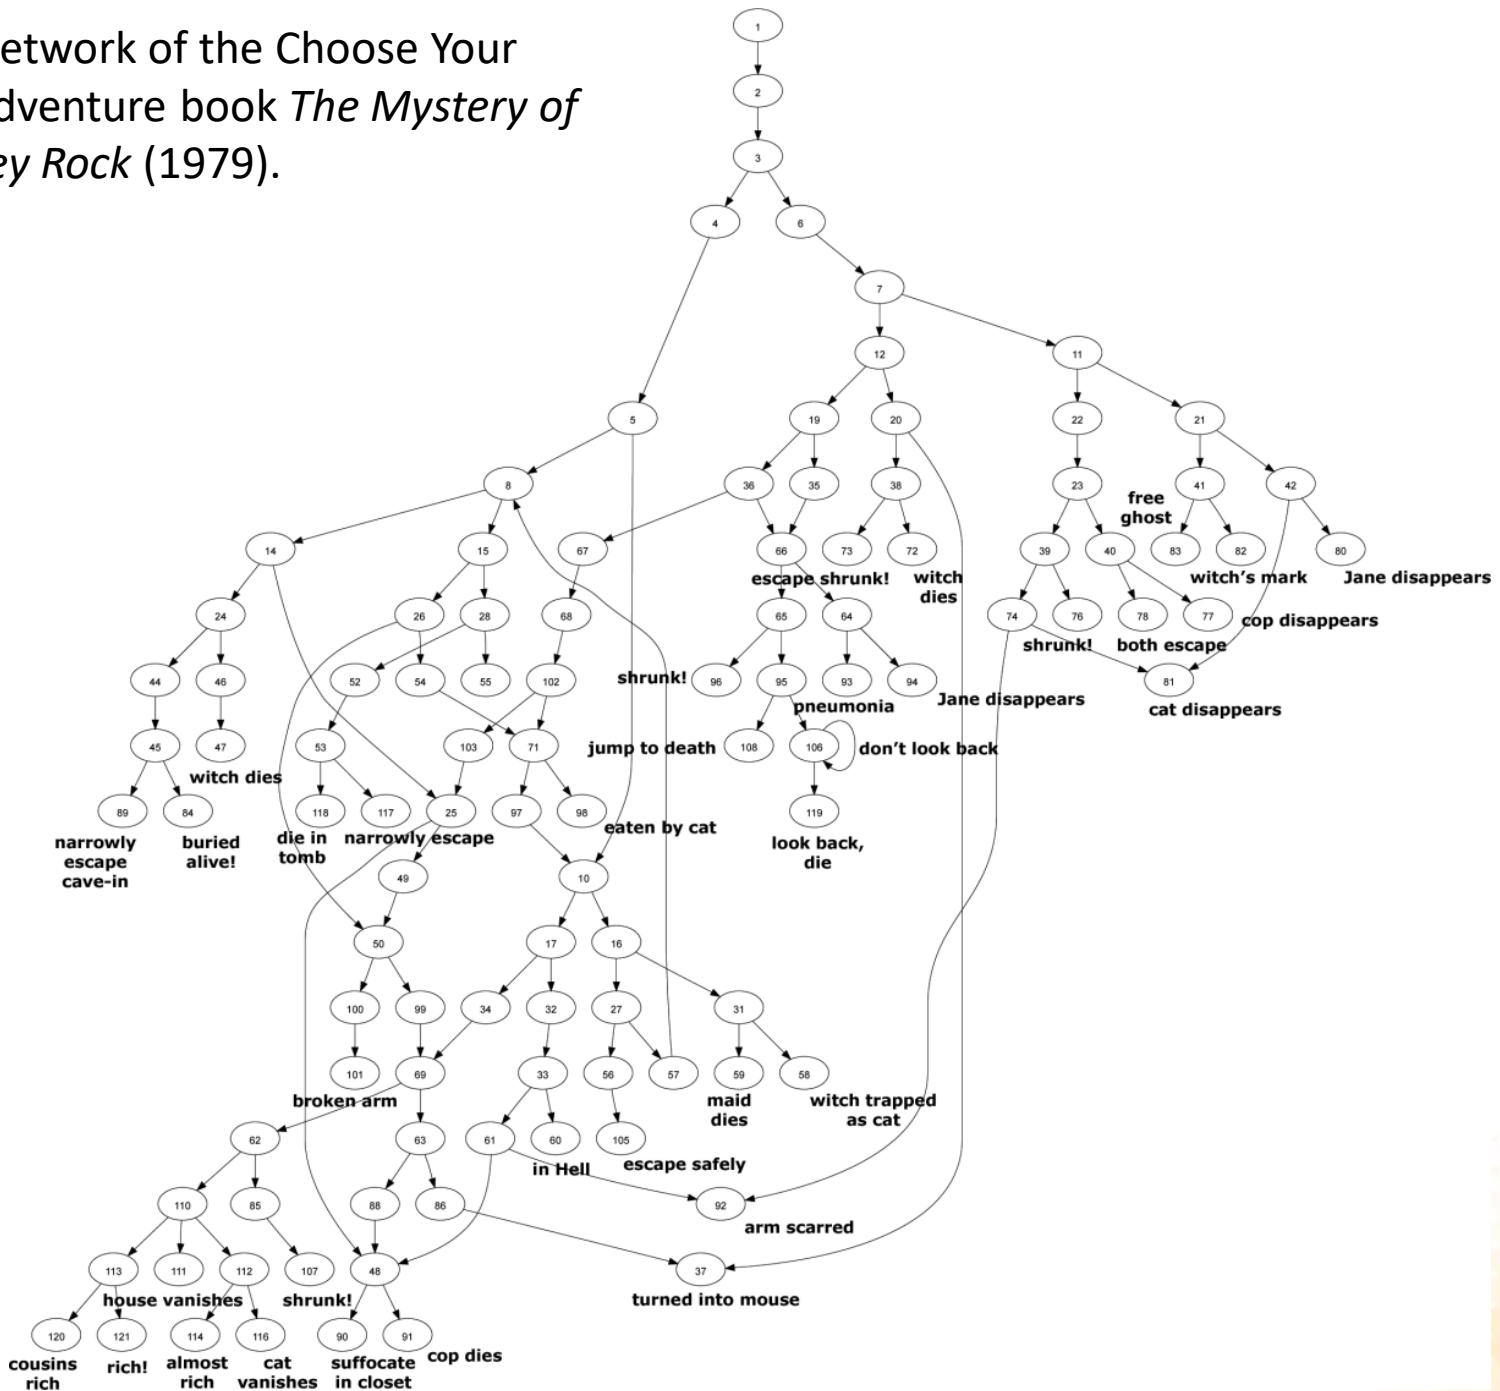 etwork of the Choose Your
dventure book The Mystery of
ey Rock (1979).
1
2
3
4
6
7
12
11
5
19
20
22
21
8
36
35
38
23
41
42
free
ghost
14
15
67
66
73
72
39
40
83
82
80
escape shrunk!
witch
dies
witch's mark
Jane disappears
24
26
28
68
65
64
74
76
78
77
cop disappears
shrunk!
both escape
44
46
52
54
55
102
shrunk!
96
95
93
94
81
pneumonia
Jane disappears
cat disappears
45
47
53
103
71
jump to death
108
106
don't look back
witch dies
89
84
118
117
25
97
98
119
eaten by cat
narrowly
escape
cave-in
buried
alive!
die in
tomb
narrowly escape
look back,
die
49
10
50
17
16
100
99
34
32
27
31
101
69
33
56
57
59
58
broken arm
maid
dies
witch trapped
as cat
62
63
61
60
105
in Hell
escape safely
110
85
88
86
92
arm scarred
113
111
112
107
48
37
house vanishes
shrunk!
turned into mouse
120
121
114
116
90
91
cousins
rich
rich!
almost
rich
cat
vanishes
suffocate
in closet
cop dies